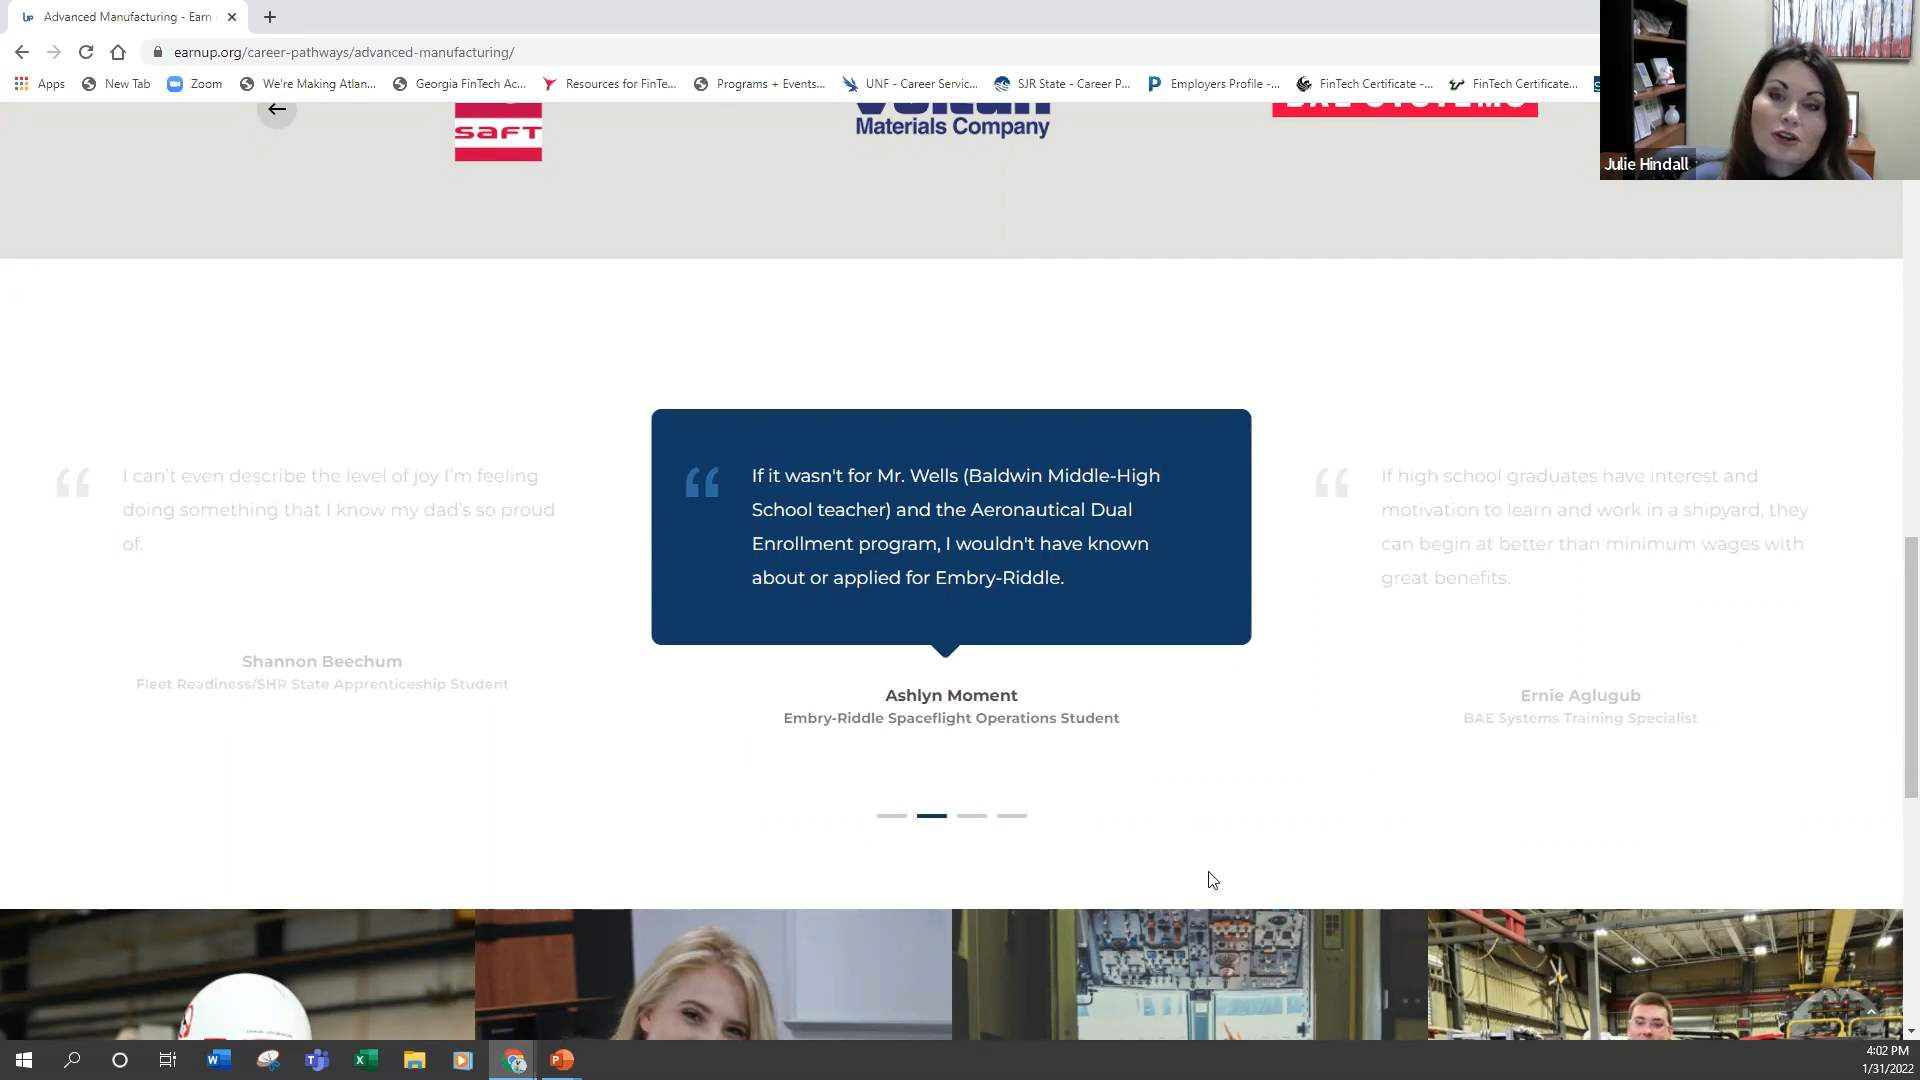 Advanced Manufacturing - Earn
earnup.org/career-pathways/advanced-manufacturing/
Apps
New Tab
Zoom
We're Making Atlan...
Georgia FinTech Ac...
Resources for FinTe...
Programs + Events...
UNF - Career Servic...
SJR State - Career P...
Employers Profile -...
FinTech Certificate -...
FinTech Certificate...
Julie Hindall
saft
Vulcan
Materials Company
BAE SYSTEMS
I can't even describe the level of joy I'm feeling
doing something that I know my dad's so proud
of.
Shannon Beechum
Fleet Readiness/SHR State Apprenticeship Student
If it wasn't for Mr. Wells (Baldwin Middle-High
School teacher) and the Aeronautical Dual
Enrollment program, I wouldn't have known
about or applied for Embry-Riddle.
Ashlyn Moment
Embry-Riddle Spaceflight Operations Student
If high school graduates have interest and
motivation to learn and work in a shipyard, they
can begin at better than minimum wages with
great benefits.
Ernie Aglugub
BAE Systems Training Specialist
4:02 PM
1/31/2022